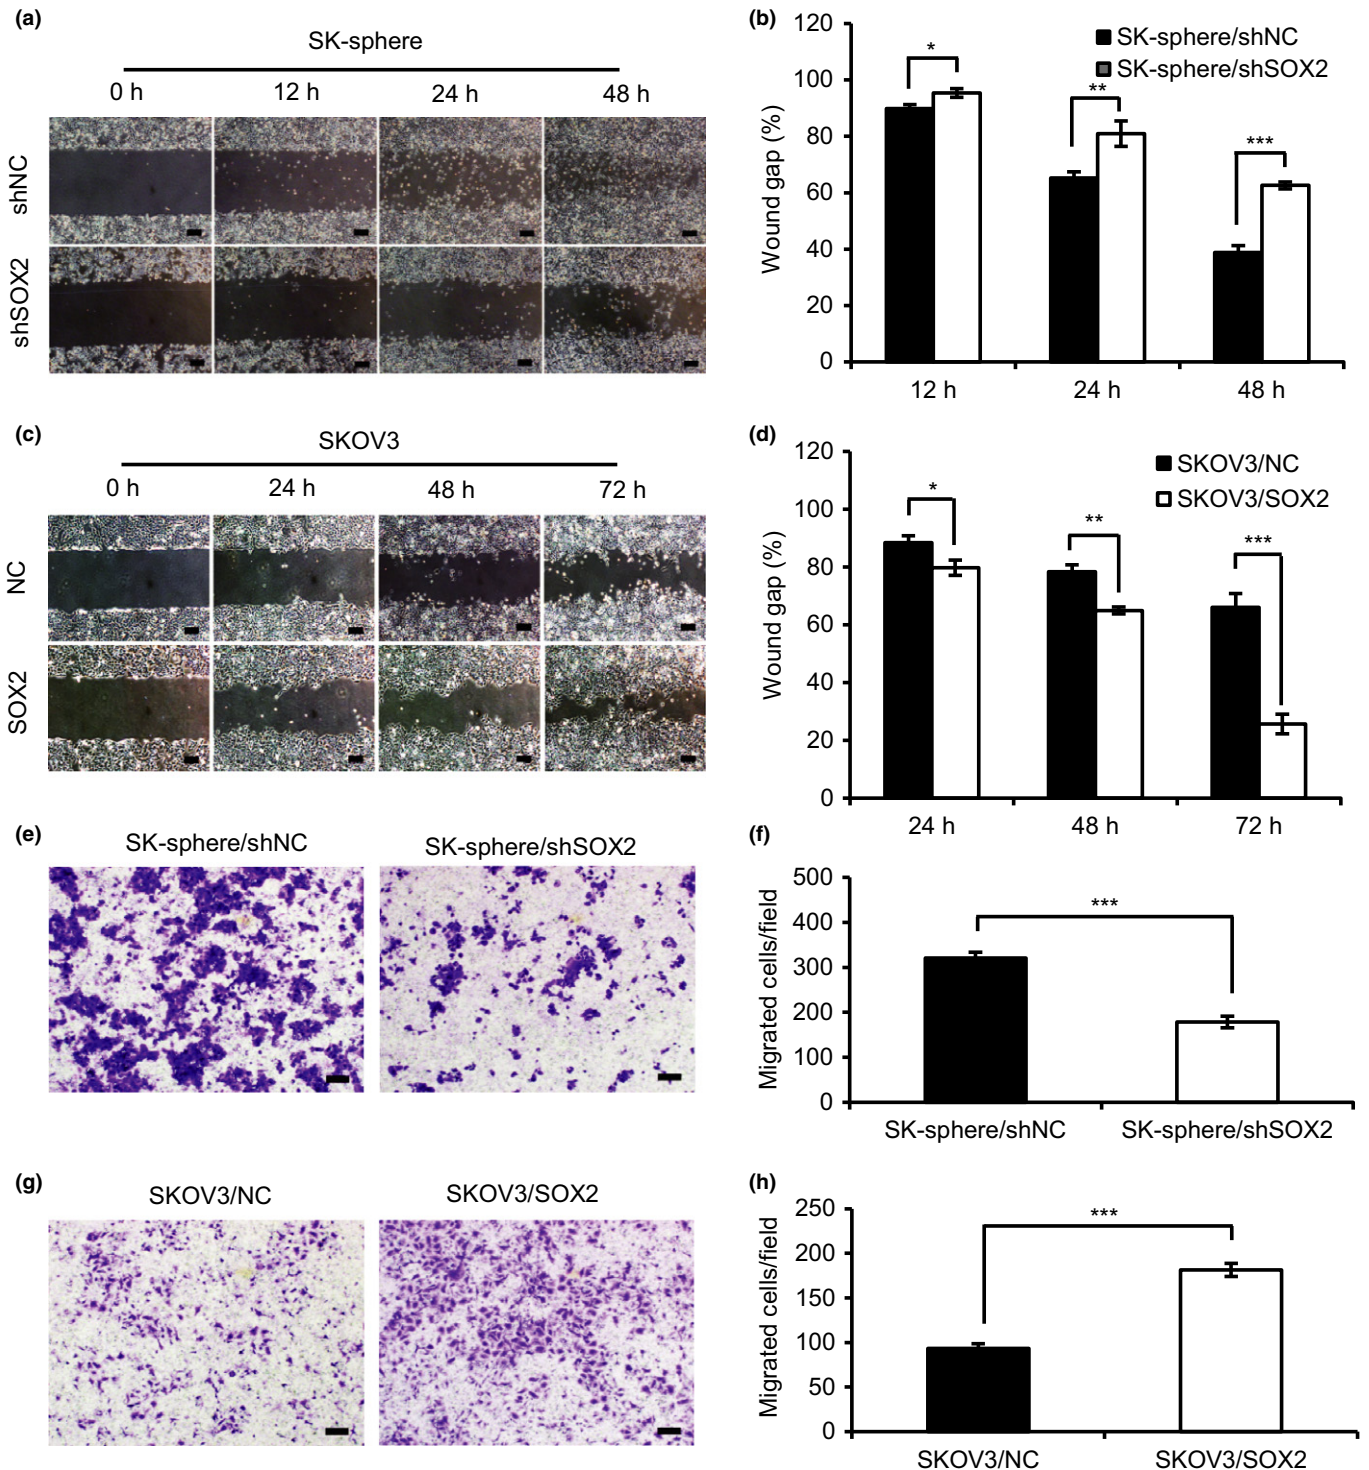 (a)
SK-sphere
0 h 12 h 24 h 48 h
shNC
shSOX2
(b)
120
100
80
60
40
20
0
Wound gap (%)
SK-sphere/shNC
SK-sphere/shSOX2
*
**
***
12 h 24 h 48 h
(c)
SKOV3
0 h 24 h 48 h 72 h
NC
SOX2
(d)
120
100
80
60
40
20
0
Wound gap (%)
SKOV3/NC
SKOV3/SOX2
*
**
***
24 h 48 h 72 h
(e)
SK-sphere/shNC SK-sphere/shSOX2
(f)
500
400
300
200
100
0
Migrated cells/field
***
SK-sphere/shNC SK-sphere/shSOX2
(g)
SKOV3/NC SKOV3/SOX2
(h)
250
200
150
100
50
0
Migrated cells/field
***
SKOV3/NC SKOV3/SOX2